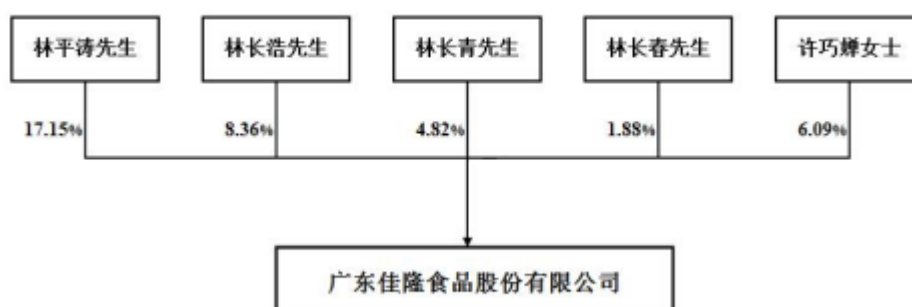 林平涛先生
林长浩先生
林长青先生
林长春先生
许巧婵女士
17.15%
8.36%
4.82%
1.88%
6.09%
广东佳隆食品股份有限公司